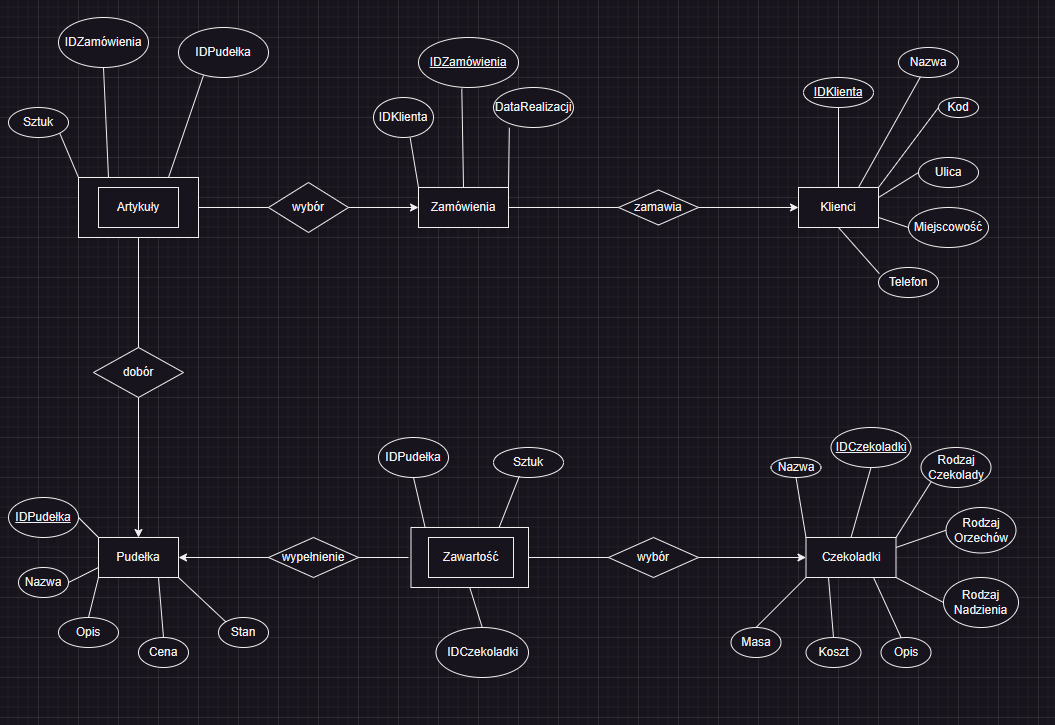 IDZamówienia
IDPudełka
Sztuk
Artykuły
wybór
IDZamówienia
IDKlienta
DataRealizacji
Zamówienia
zamawia
Nazwa
IDKlienta
Kod
Ulica
Klienci
Miejscowość
Telefon
dobór
IDPudełka
Pudełka
Nazwa
Opis
Cena
Stan
wypełnienie
IDPudełka
Sztuk
Zawartość
IDCzekoladki
wybór
Nazwa
IDCzekoladki
Rodzaj
Czekolady
Rodzaj
Orzechów
Czekoladki
Rodzaj
Nadzienia
Masa
Koszt
Opis